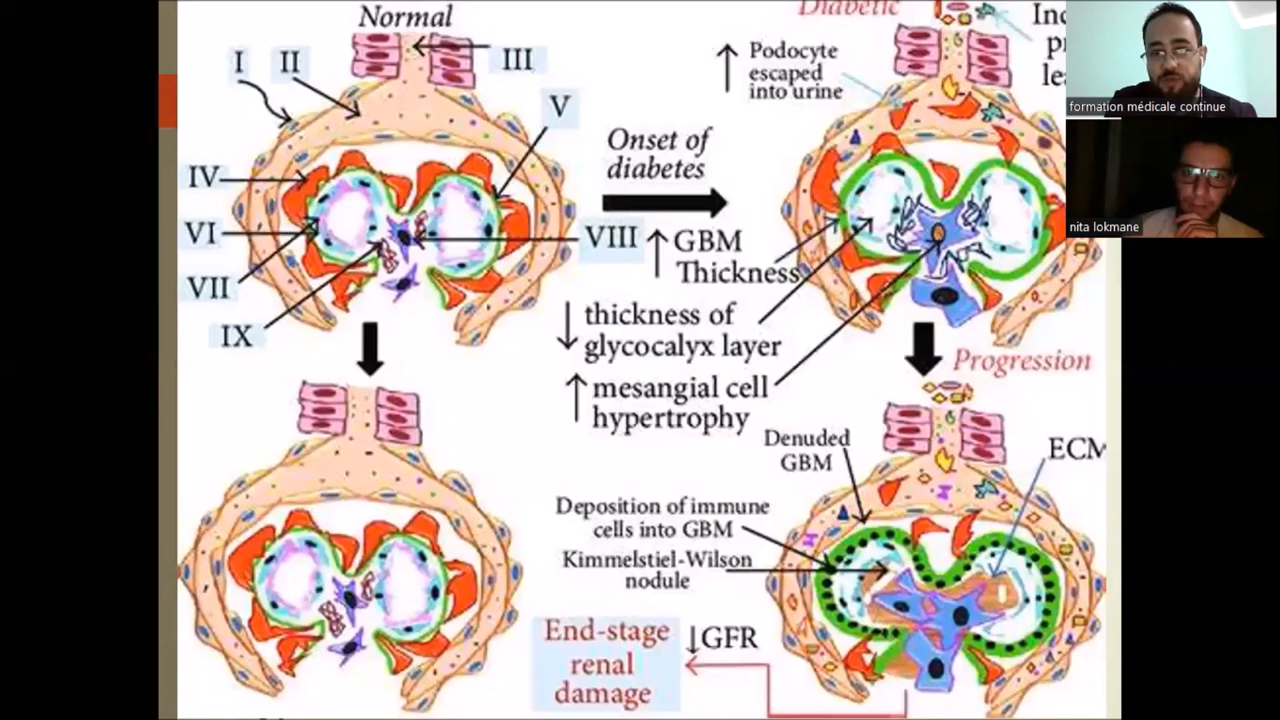 Normal
I
II
III
V
IV
VI
VII
VIII
IX
Onset of
diabetes
Diabetic
Podocyte
escaped
into urine
GBM
Thickness
thickness of
glycocalyx layer
mesangial cell
hypertrophy
Progression
Denuded
GBM
ECM
Deposition of immune
cells into GBM
Kimmelstiel-Wilson
nodule
End-stage
renal
damage
↓GFR
formation médicale continue
nita lokmane